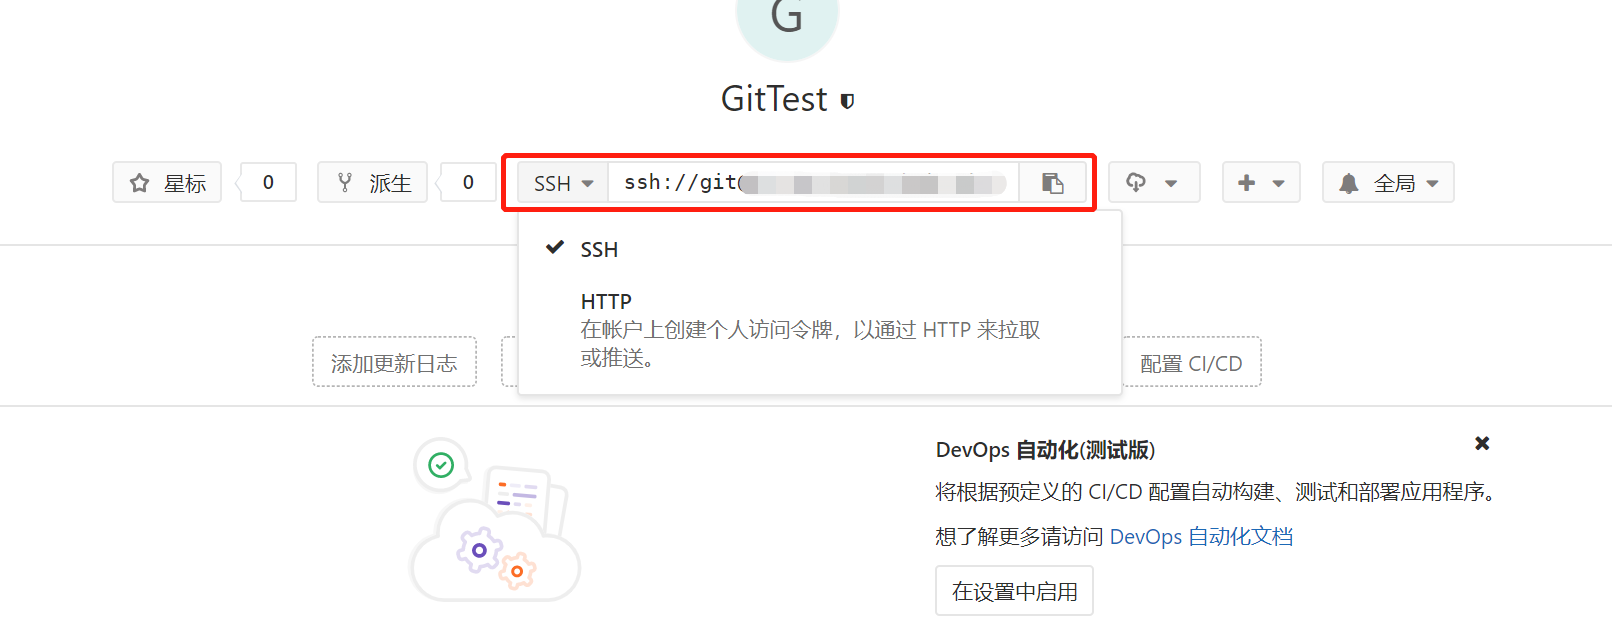 G
GitTest
星标
0
派生
0
SSH
ssh://git
全局
SSH
HTTP
在帐户上创建个人访问令牌，以通过 HTTP 来拉取
或推送。
添加更新日志
配置 CI/CD
DevOps 自动化(测试版)
将根据预定义的 CI/CD 配置自动构建、测试和部署应用程序。
想了解更多请访问 DevOps 自动化文档
在设置中启用